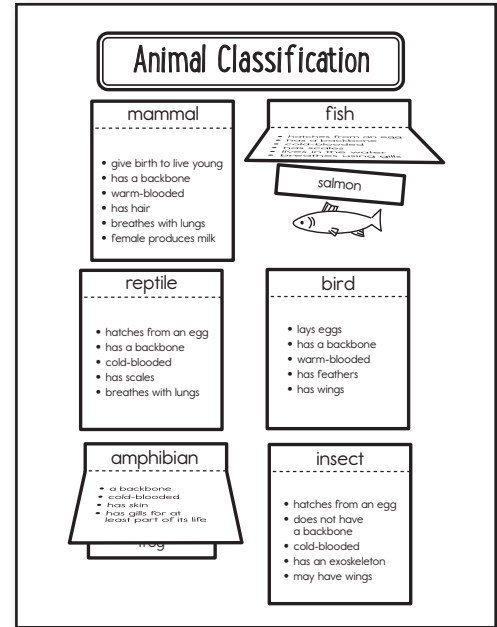 Animal Classification
mammal
• give birth to live young
• has a backbone
• warm-blooded
• has hair
• breathes with lungs
• female produces milk
fish
• hatches from an egg
• has a backbone
• cold-blooded
• has scales
• lives in the water
• breathes using gills
salmon
reptile
• hatches from an egg
• has a backbone
• cold-blooded
• has scales
• breathes with lungs
bird
• lays eggs
• has a backbone
• warm-blooded
• has feathers
• has wings
amphibian
• a backbone
• cold-blooded
• has skin
• has gills for at
least part of its life
frog
insect
• hatches from an egg
• does not have
a backbone
• cold-blooded
• has an exoskeleton
• may have wings